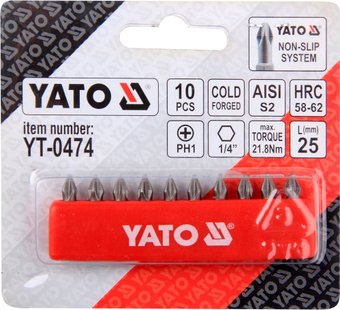 YATO
NON-SLIP
SYSTEM
YATO
10
PCS
COLD
FORGED
AISI
S2
HRC
58-62
item number:
YT-0474
PH1
1/4"
max.
TORQUE
21.8Nm
L(mm)
25
YATO